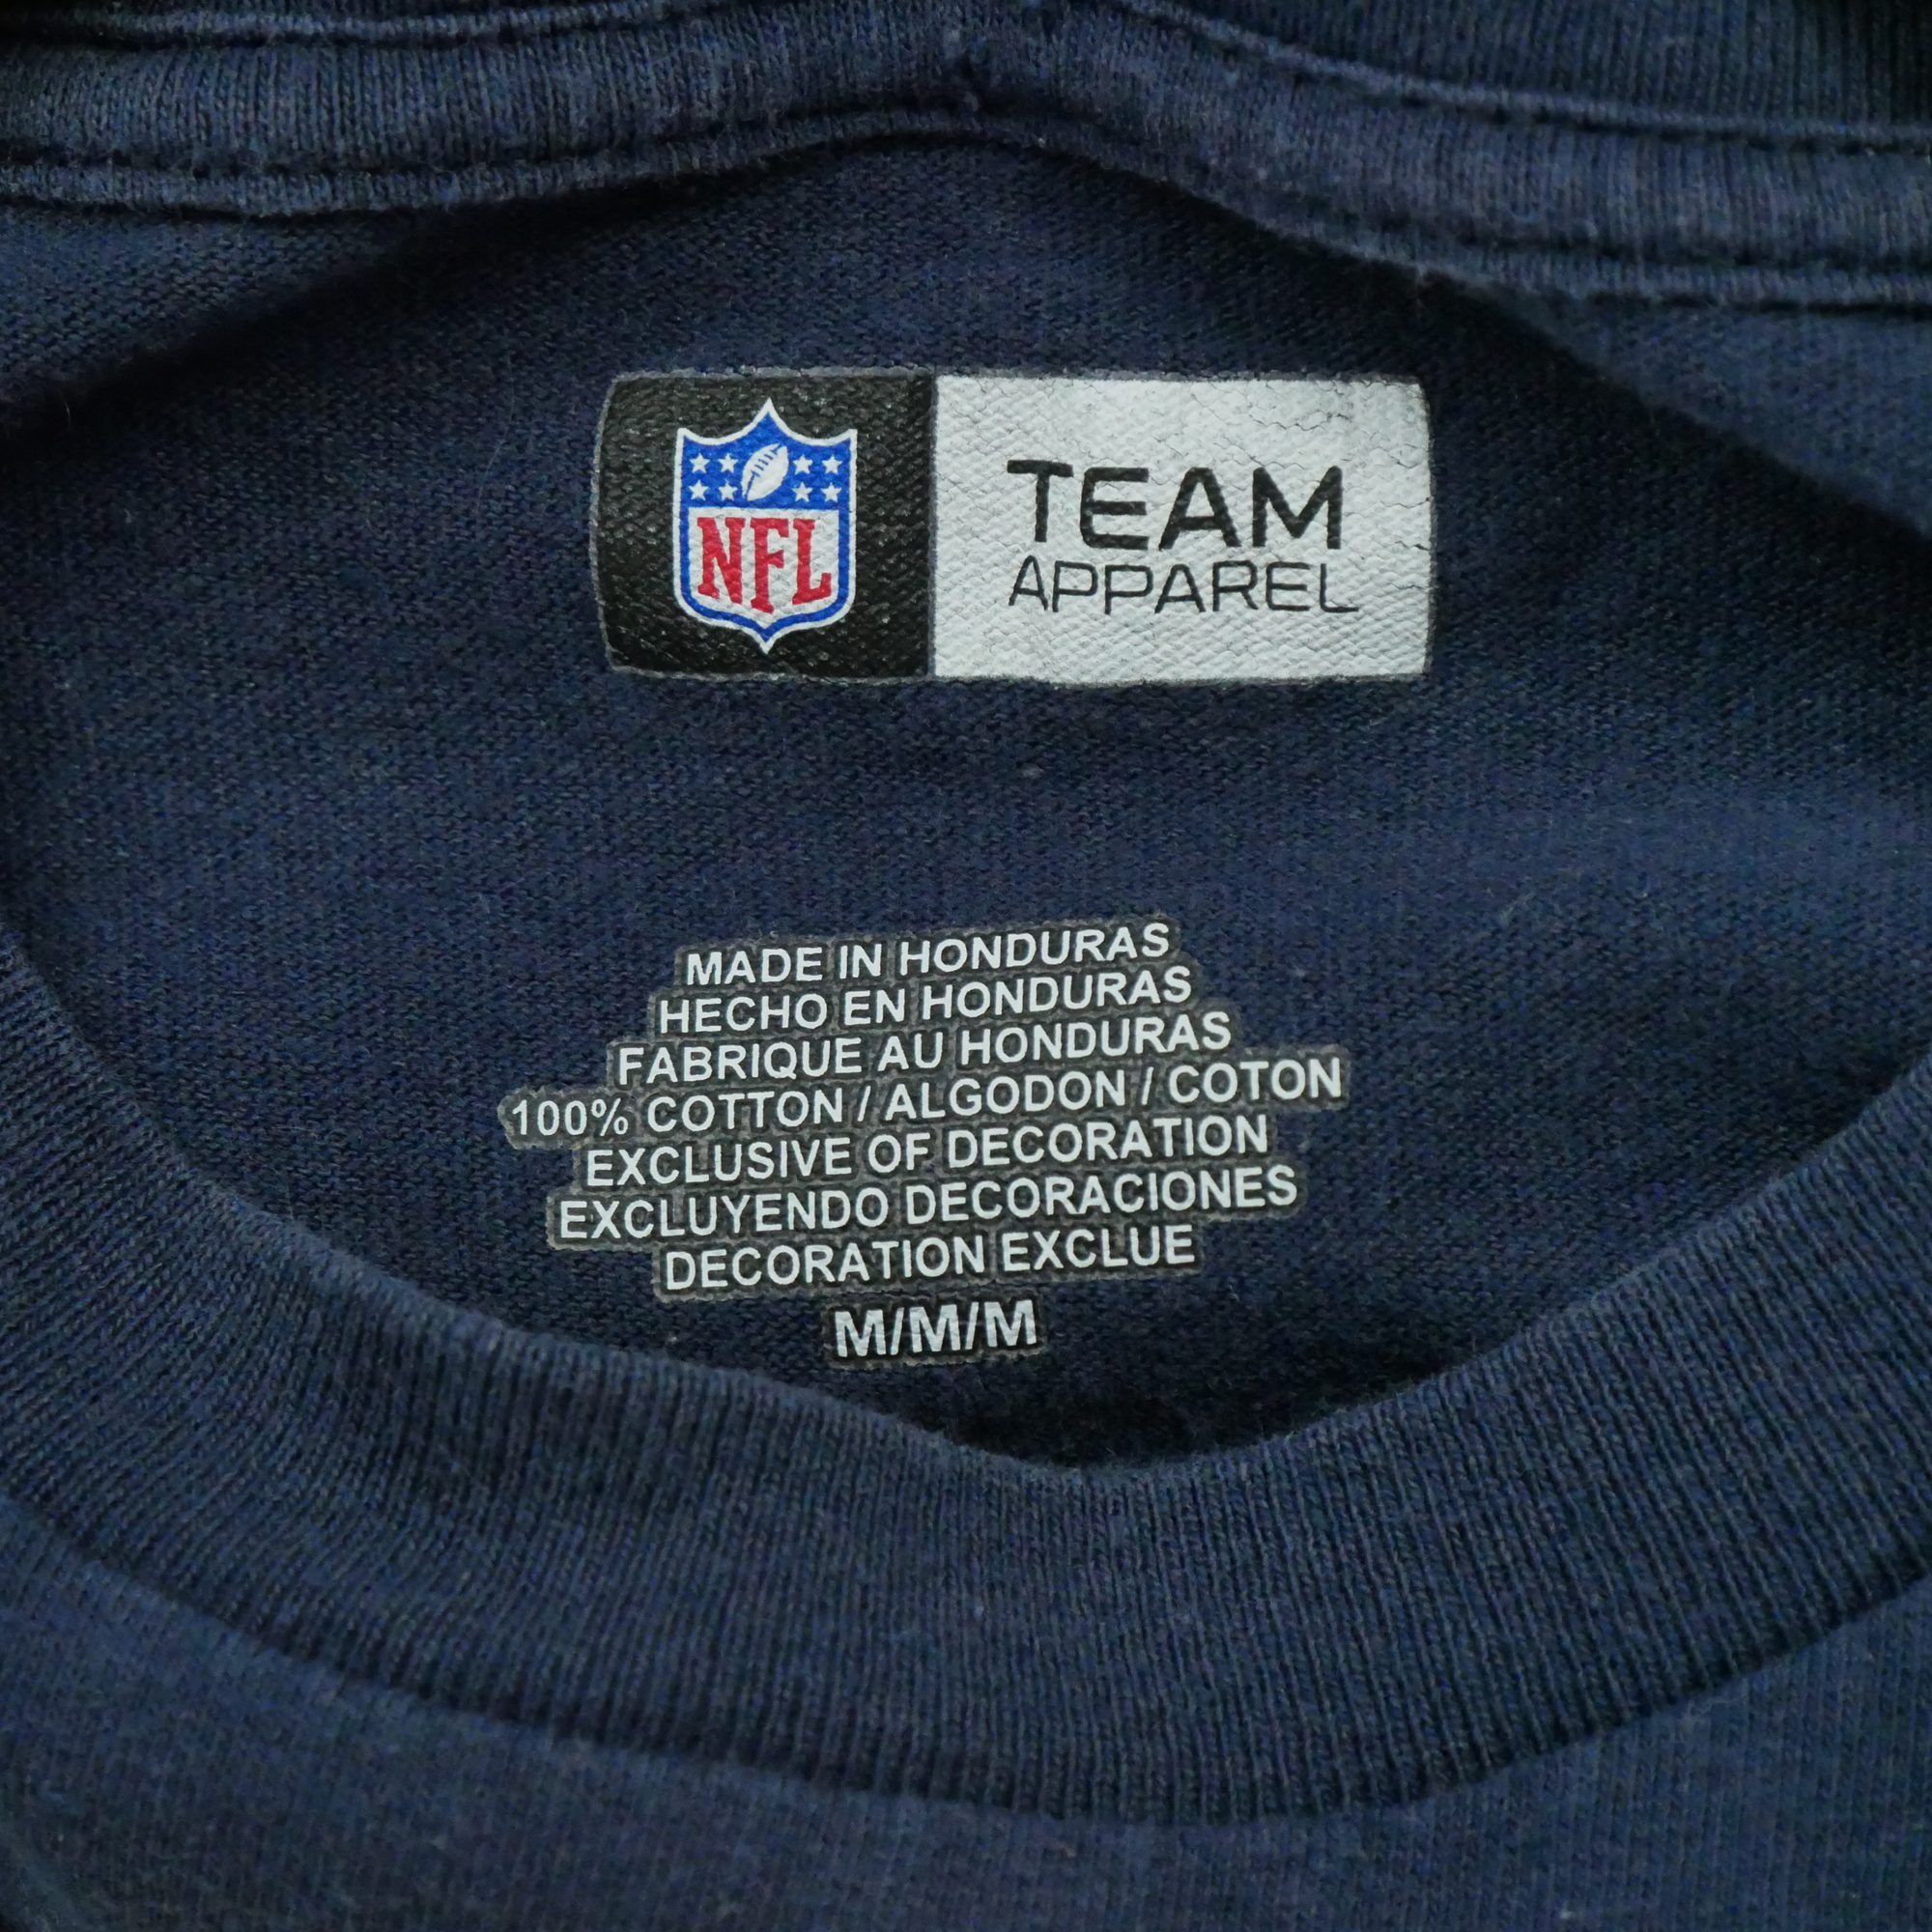 NFL
TEAM
APPAREL
MADE IN HONDURAS
HECHO EN HONDURAS
FABRIQUE AU HONDURAS
100% COTTON / ALGODON / COTON
EXCLUSIVE OF DECORATION
EXCLUYENDO DECORACIONES
DECORATION EXCLUE
M/M/M